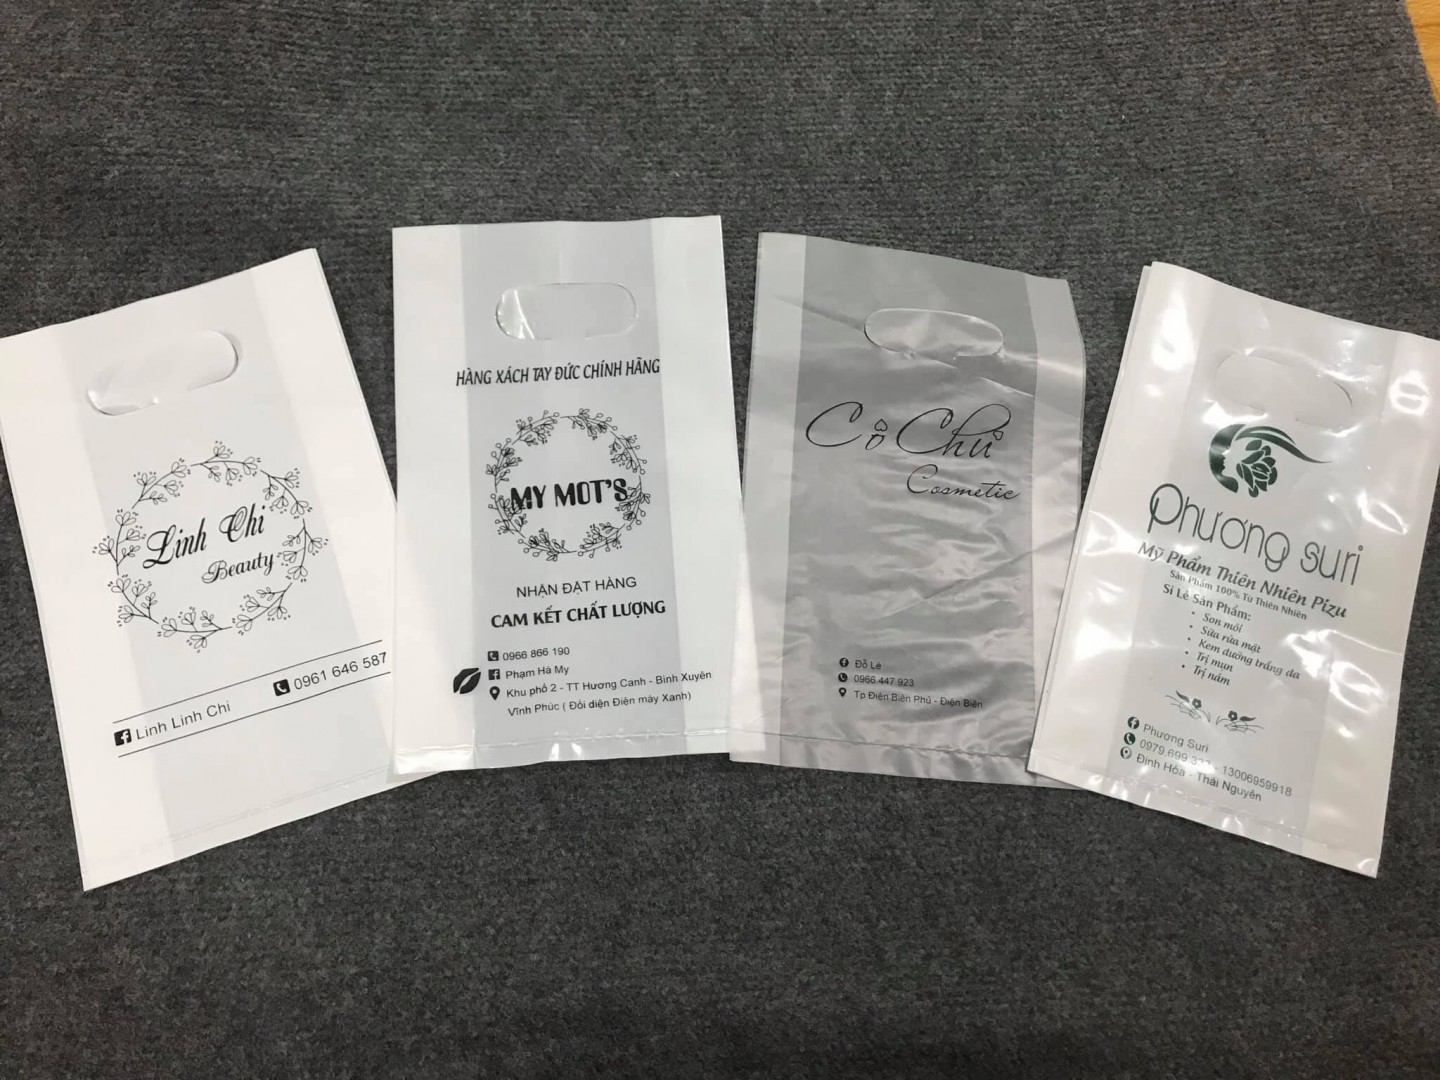 Linh Chi
Beauty
0961 646 587
Linh Linh Chi
HÀNG XÁCH TAY ĐỨC CHÍNH HÃNG
MY MOT'S
NHẬN ĐẶT HÀNG
CAM KẾT CHẤT LƯỢNG
0966 866 190
Phạm Hà My
Khu phố 2 - TT Hương Canh - Bình Xuyên
Vĩnh Phúc ( Đối diện Điện máy Xanh)
Cô Chủ
Cosmetic
Đỗ Lê
0966 447 923
Tp Điện Biên Phủ - Điện Biên
Phương suri
Mỹ Phẩm Thiên Nhiên Pizu
Sản Phẩm 100% Từ Thiên Nhiên
Sỉ Lẻ Sản Phẩm:
• Son môi
• Sữa rửa mặt
• Kem dưỡng trắng da
• Trị mụn
• Trị nám
Phương Suri
0979 699 - 13006959918
Định Hóa - Thái Nguyên